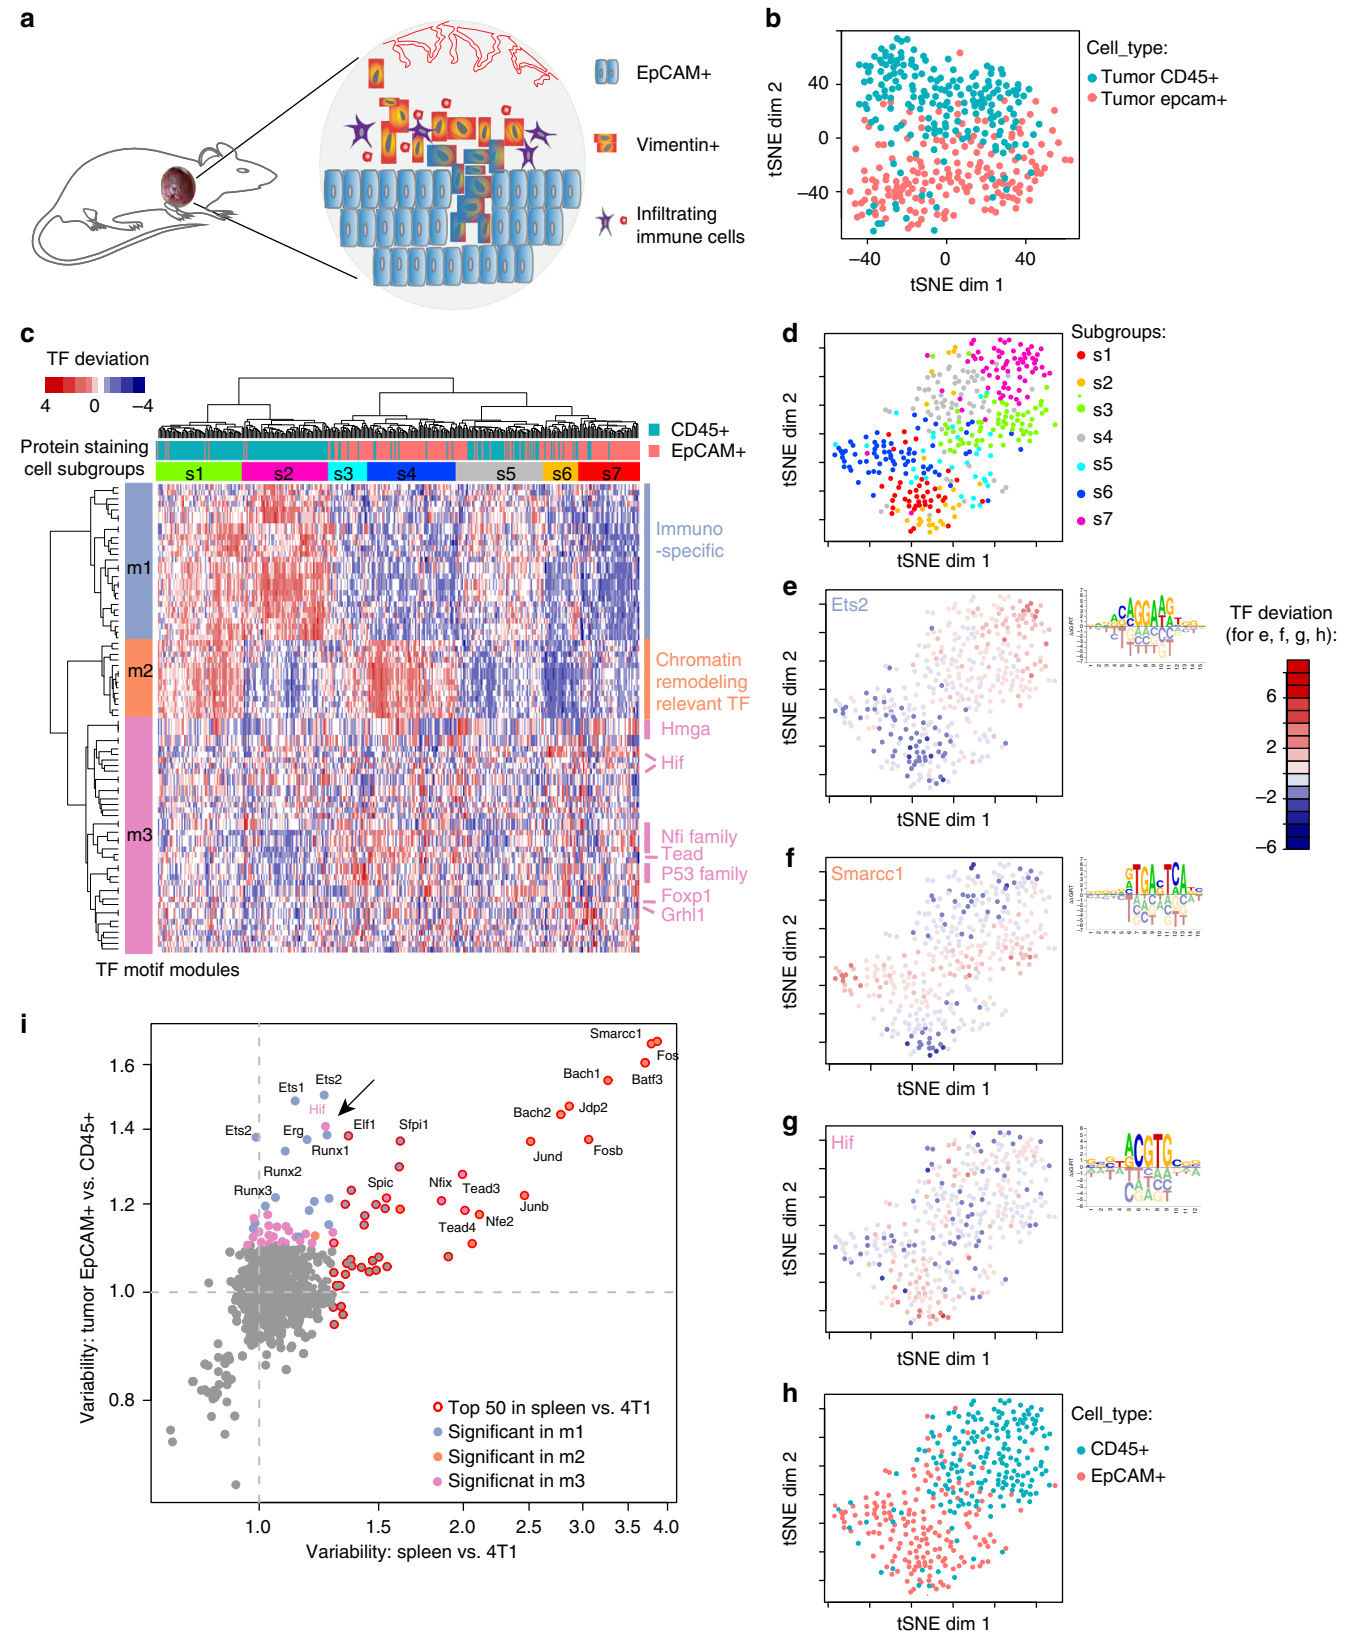 a
EpCAM+
Vimentin+
Infiltrating
immune cells
b
tSNE dim 2
40
0
−40
−40
0
40
tSNE dim 1
Cell_type:
Tumor CD45+
Tumor epcam+
c
TF deviation
4
0
−4
Protein staining
cell subgroups
CD45+
EpCAM+
s1
s2
s3
s4
s5
s6
s7
m1
m2
m3
Immuno
-specific
Chromatin
remodeling
relevant TF
Hmga
Hif
Nfi family
Tead
P53 family
Foxp1
Grhl1
TF motif modules
d
tSNE dim 2
tSNE dim 1
Subgroups:
s1
s2
s3
s4
s5
s6
s7
e
Ets2
tSNE dim 2
tSNE dim 1
TF deviation
(for e, f, g, h):
6
2
−2
−6
f
Smarcc1
tSNE dim 2
tSNE dim 1
g
Hif
tSNE dim 2
tSNE dim 1
h
tSNE dim 2
tSNE dim 1
Cell_type:
CD45+
EpCAM+
i
Variability: tumor EpCAM+ vs. CD45+
1.6
1.4
1.2
1.0
0.8
Smarcc1
Fos
Batf3
Bach1
Jdp2
Bach2
Fosb
Jund
Junb
Ets1
Ets2
Hif
Ets2
Erg
Elf1
Sfpi1
Runx1
Runx2
Runx3
Spic
Nfix
Tead3
Tead4
Nfe2
Top 50 in spleen vs. 4T1
Significant in m1
Significant in m2
Significnat in m3
1.0
1.5
2.0
2.5
3.0
3.5
4.0
Variability: spleen vs. 4T1